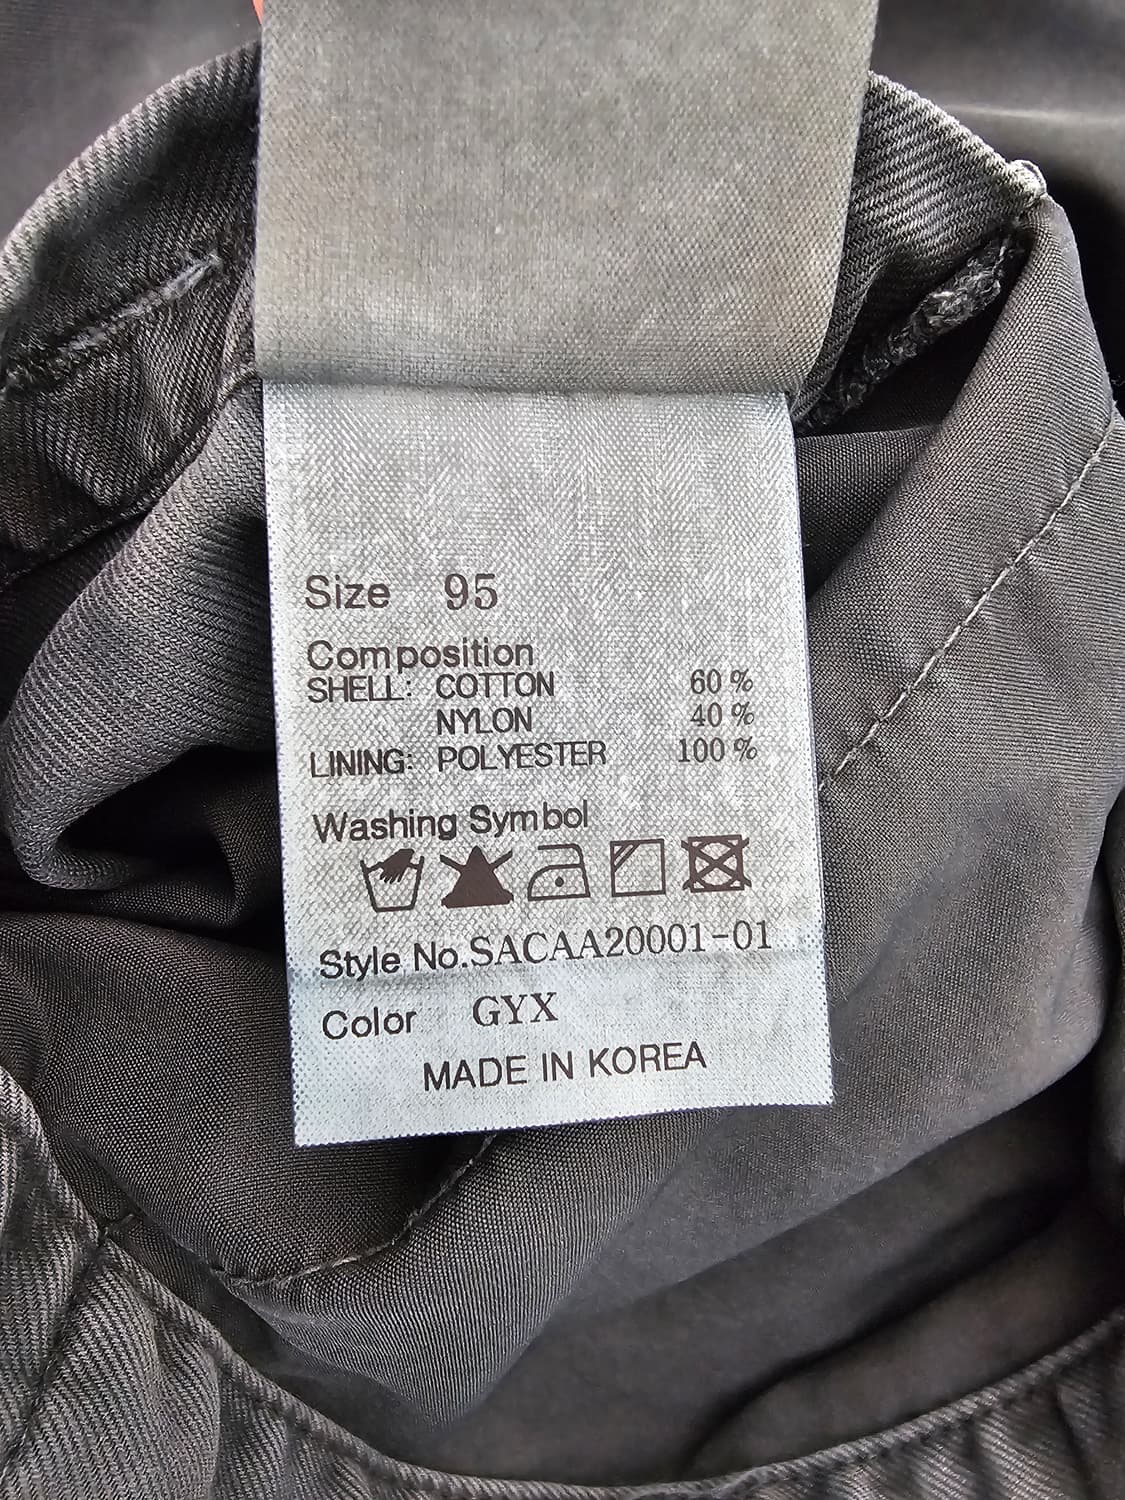 Size 95
Composition
SHELL: COTTON 60%
NYLON 40%
LINING: POLYESTER 100%
Washing Symbol
Style No.SACAA20001-01
Color GYX
MADE IN KOREA